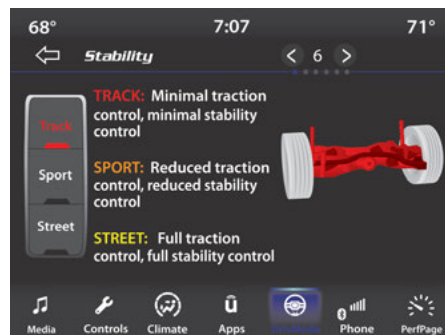 68° 7:07 71°
Stability < 6 >
TRACK: Minimal traction
control, minimal stability
control
Track
SPORT: Reduced traction
control, reduced stability
control
Sport
STREET: Full traction
control, full stability control
Street
Media Controls Climate Apps Phone PerfPage